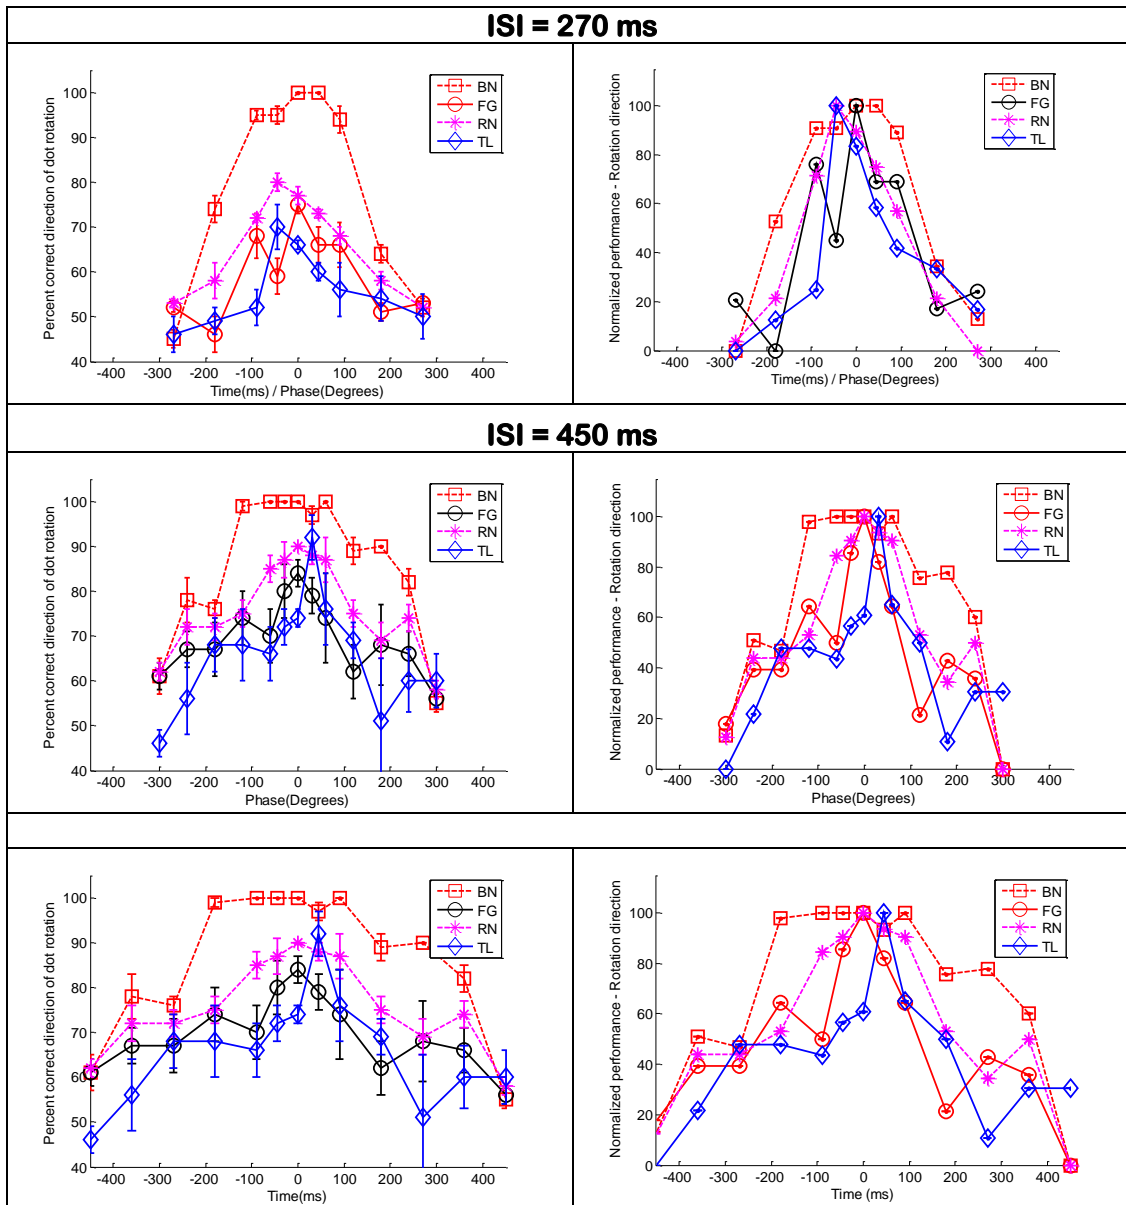 ISI = 270 ms
100
90
80
70
60
50
40
-400 -300 -200 -100 0 100 200 300 400
Time(ms) / Phase(Degrees)
Percent correct direction of dot rotation
BN
FG
RN
TL
100
80
60
40
20
0
-400 -300 -200 -100 0 100 200 300 400
Time(ms) / Phase(Degrees)
Normalized performance - Rotation direction
BN
FG
RN
TL
ISI = 450 ms
100
90
80
70
60
50
40
-400 -300 -200 -100 0 100 200 300 400
Phase(Degrees)
Percent correct direction of dot rotation
BN
FG
RN
TL
100
80
60
40
20
0
-400 -300 -200 -100 0 100 200 300 400
Phase(Degrees)
Normalized performance - Rotation direction
BN
FG
RN
TL
100
90
80
70
60
50
40
-400 -300 -200 -100 0 100 200 300 400
Time(ms)
Percent correct direction of dot rotation
BN
FG
RN
TL
100
80
60
40
20
0
-400 -300 -200 -100 0 100 200 300 400
Time (ms)
Normalized performance - Rotation direction
BN
FG
RN
TL